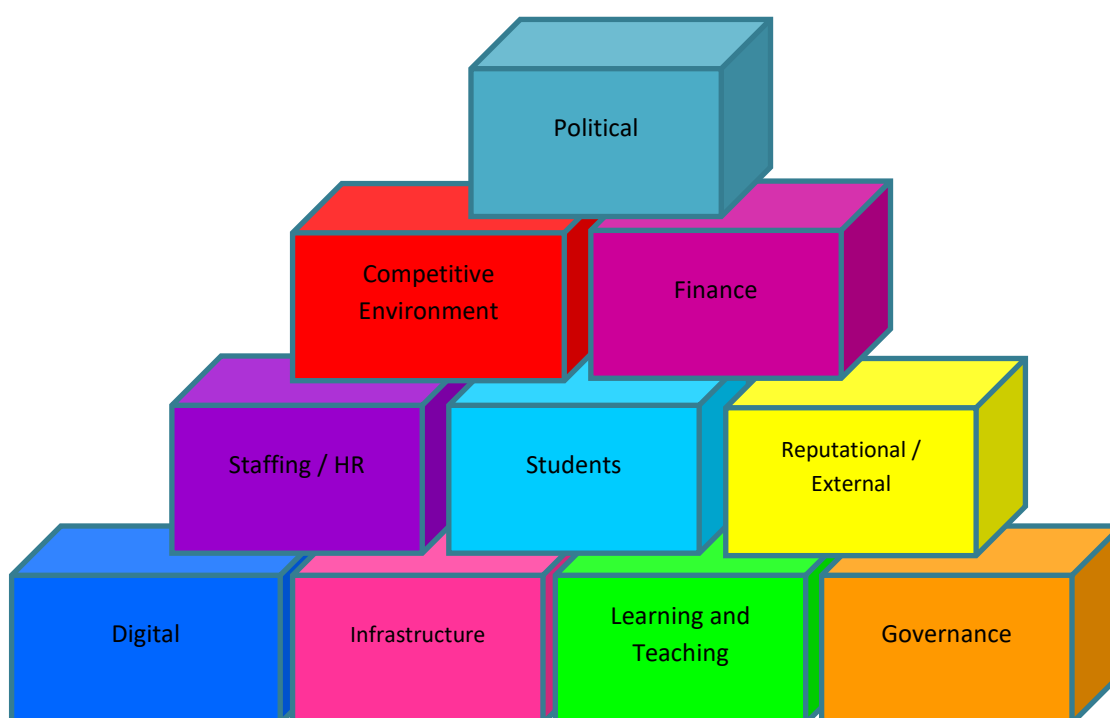 Political
Competitive
Environment
Finance
Staffing / HR
Students
Reputational /
External
Digital
Infrastructure
Learning and
Teaching
Governance